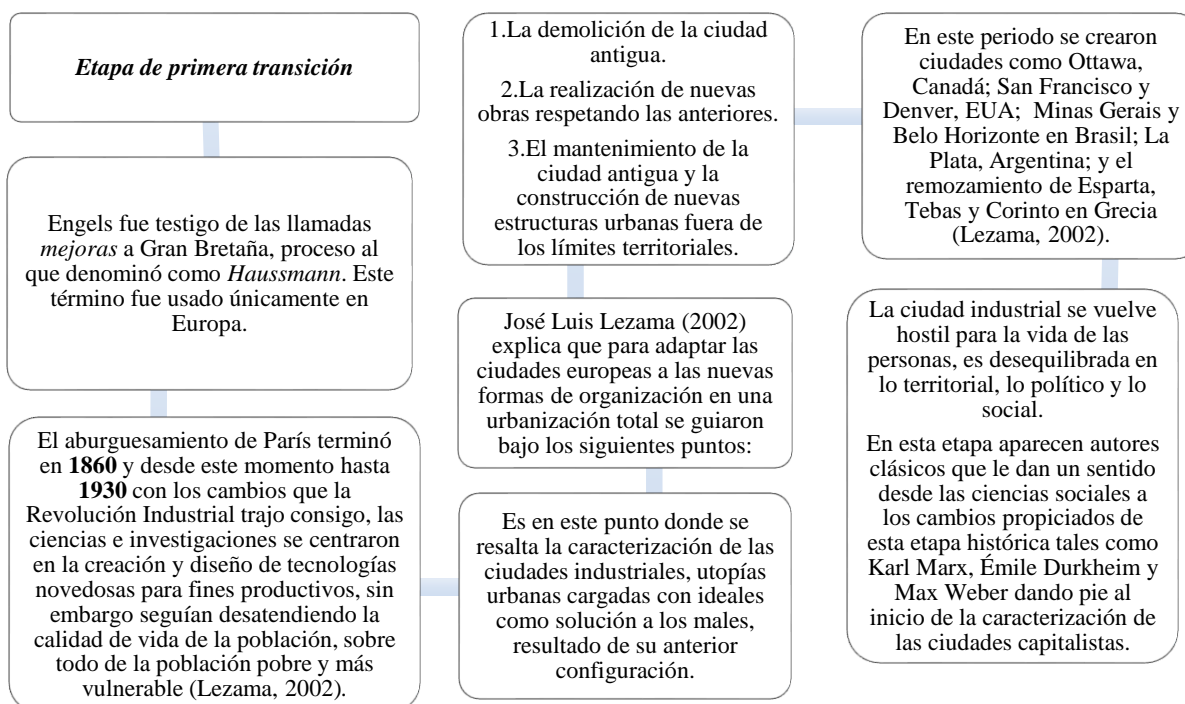 Etapa de primera transición
Engels fue testigo de las llamadas
mejoras a Gran Bretaña, proceso al
que denominó como Haussmann. Este
término fue usado únicamente en
Europa.
El aburguesamiento de París terminó
en 1860 y desde este momento hasta
1930 con los cambios que la
Revolución Industrial trajo consigo, las
ciencias e investigaciones se centraron
en la creación y diseño de tecnologías
novedosas para fines productivos, sin
embargo seguían desatendiendo la
calidad de vida de la población, sobre
todo de la población pobre y más
vulnerable (Lezama, 2002).
Es en este punto donde se
resalta la caracterización de las
ciudades industriales, utopías
urbanas cargadas con ideales
como solución a los males,
resultado de su anterior
configuración.
José Luis Lezama (2002)
explica que para adaptar las
ciudades europeas a las nuevas
formas de organización en una
urbanización total se guiaron
bajo los siguientes puntos:
1.La demolición de la ciudad
antigua.
2.La realización de nuevas
obras respetando las anteriores.
3.El mantenimiento de la
ciudad antigua y la
construcción de nuevas
estructuras urbanas fuera de
los límites territoriales.
En este periodo se crearon
ciudades como Ottawa,
Canadá; San Francisco y
Denver, EUA; Minas Gerais y
Belo Horizonte en Brasil; La
Plata, Argentina; y el
remozamiento de Esparta,
Tebas y Corinto en Grecia
(Lezama, 2002).
La ciudad industrial se vuelve
hostil para la vida de las
personas, es desequilibrada en
lo territorial, lo político y lo
social.
En esta etapa aparecen autores
clásicos que le dan un sentido
desde las ciencias sociales a
los cambios propiciados de
esta etapa histórica tales como
Karl Marx, Émile Durkheim y
Max Weber dando pie al
inicio de la caracterización de
las ciudades capitalistas.